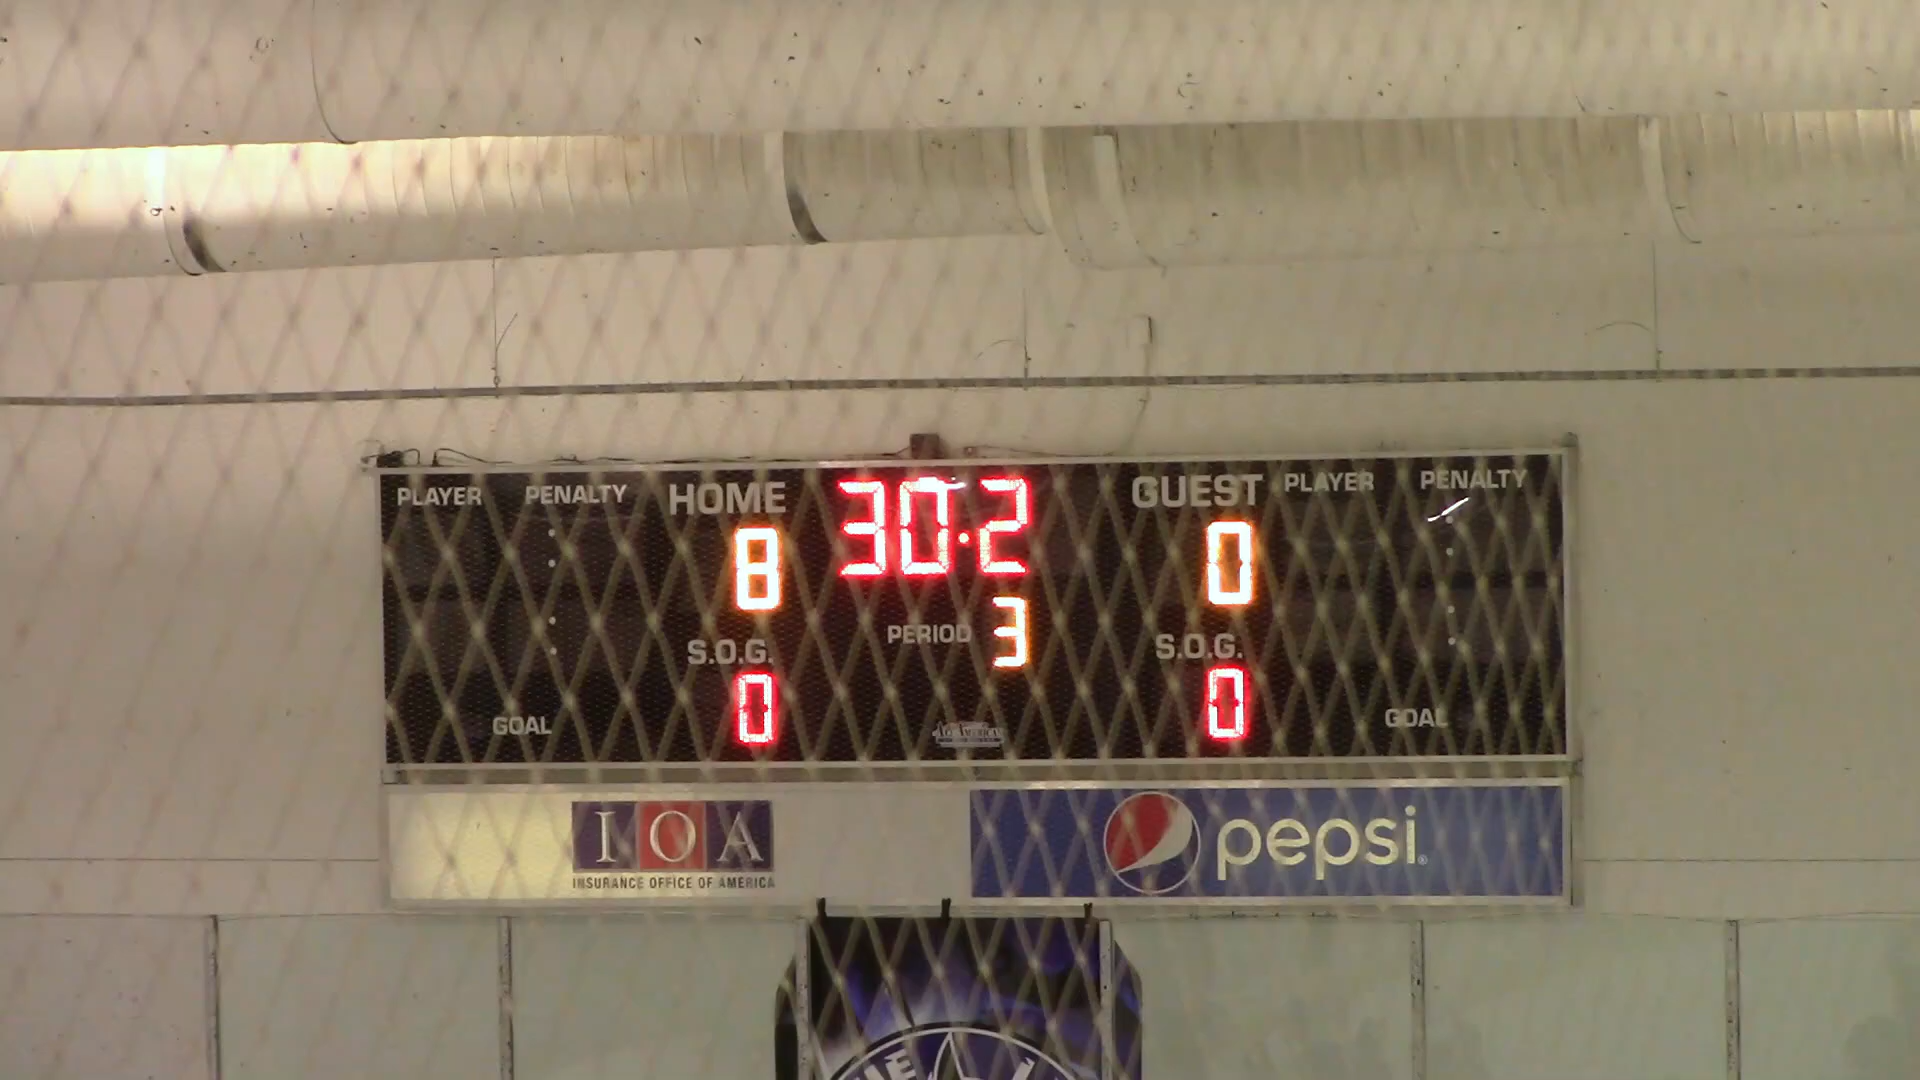 PLAYER PENALTY HOME 30.2 GUEST PLAYER PENALTY
8 0
PERIOD 3
S.O.G. S.O.G.
0 0
GOAL GOAL
I O A
INSURANCE OFFICE OF AMERICA
pepsi